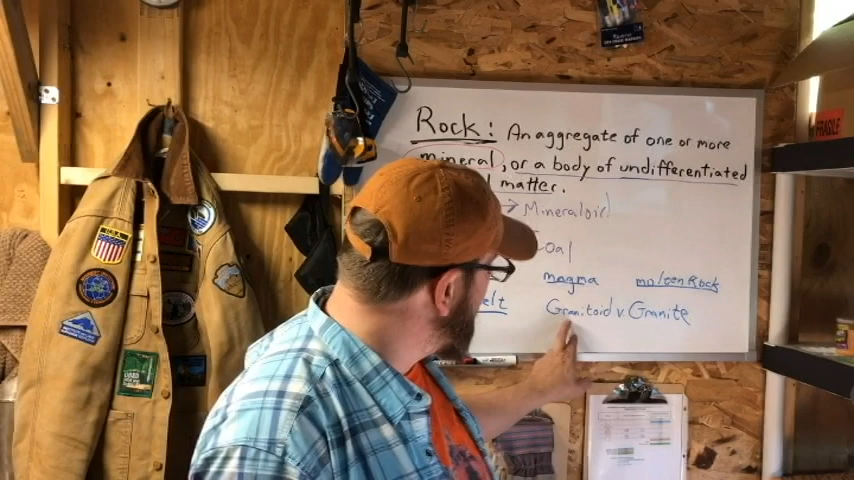 Rock: An aggregate of one or more
mineral, or a body of undifferentiated
matter.
→ Mineraloid
oal
magma molten Rock
elt Granitoid v. Granite
FRAGILE